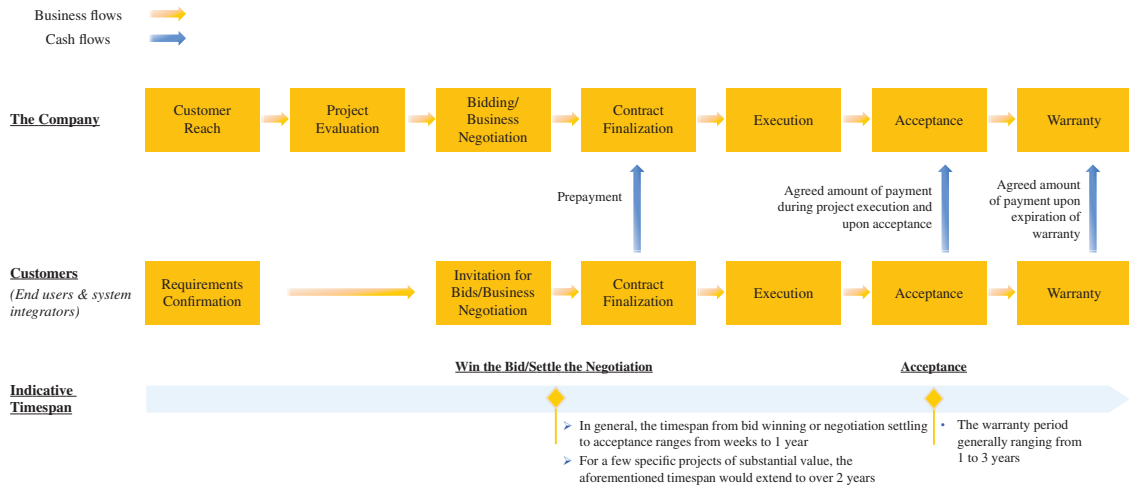 Business flows
Cash flows
The Company
Customer
Reach
Project
Evaluation
Bidding/
Business
Negotiation
Contract
Finalization
Execution
Acceptance
Warranty
Prepayment
Agreed amount of payment
during project execution and
upon acceptance
Agreed amount
of payment upon
expiration of
warranty
Customers
(End users & system
integrators)
Requirements
Confirmation
Invitation for
Bids/Business
Negotiation
Contract
Finalization
Execution
Acceptance
Warranty
Win the Bid/Settle the Negotiation
Acceptance
Indicative
Timespan
➢ In general, the timespan from bid winning or negotiation settling
to acceptance ranges from weeks to 1 year
➢ For a few specific projects of substantial value, the
aforementioned timespan would extend to over 2 years
• The warranty period
generally ranging from
1 to 3 years